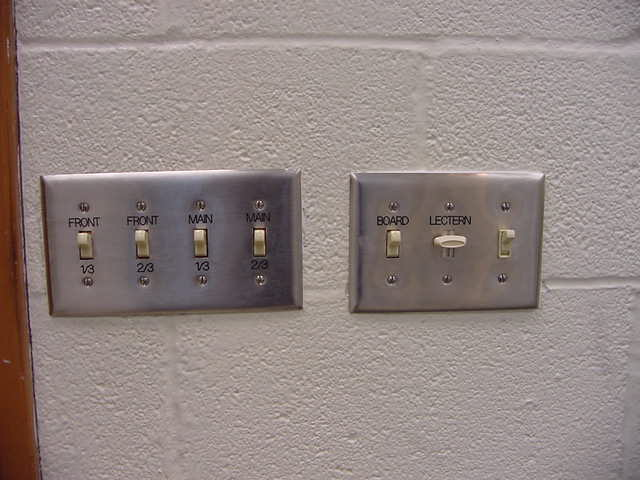 FRONT FRONT MAIN MAIN
1/3 2/3 1/3 2/3
BOARD LECTERN